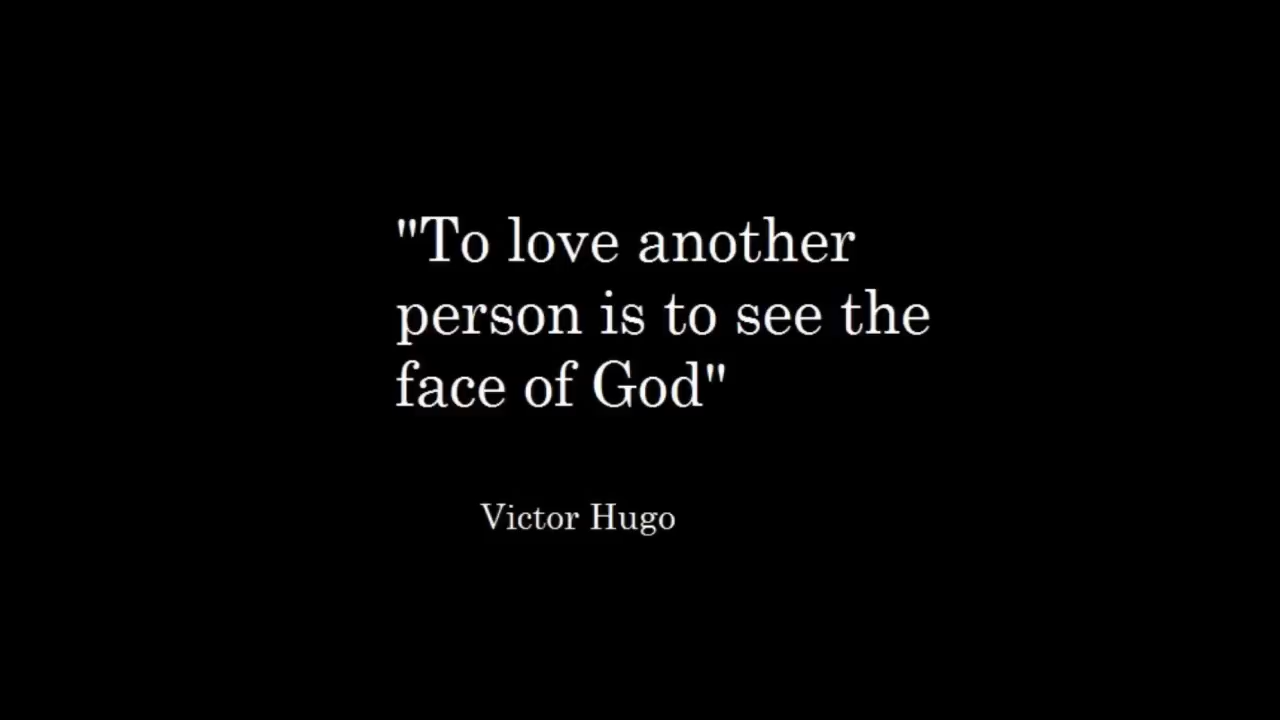 "To love another
person is to see the
face of God"
Victor Hugo